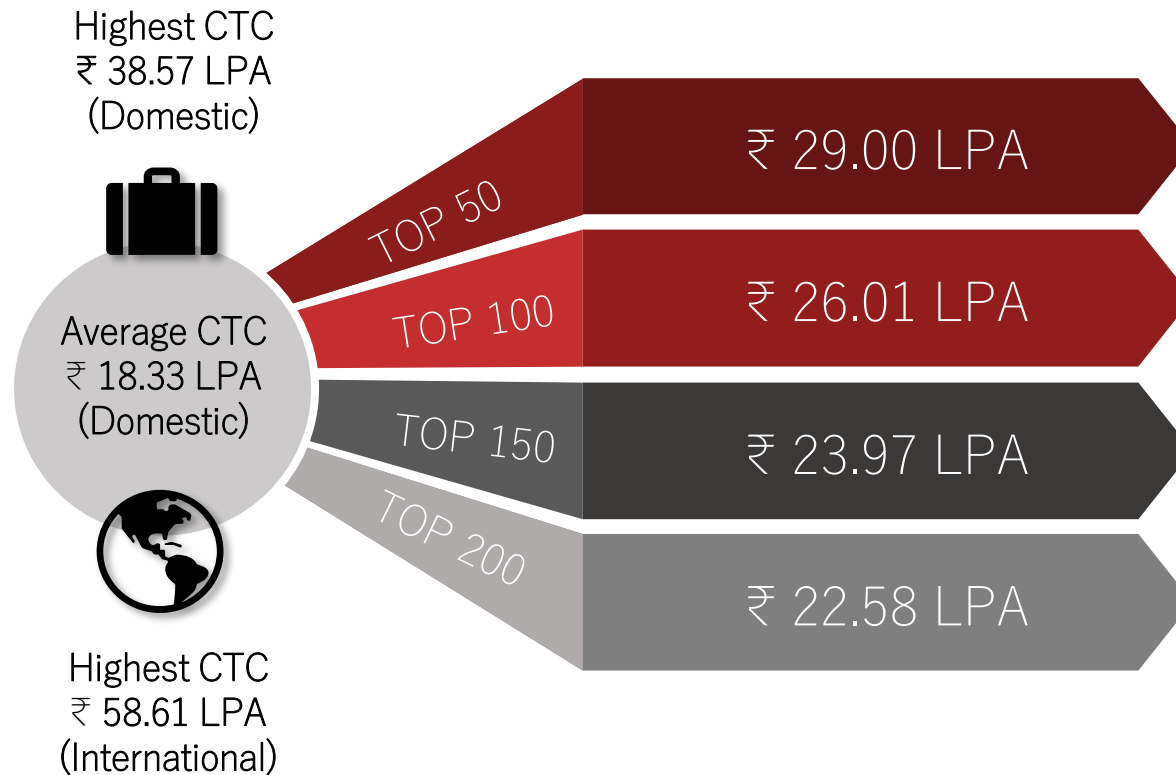 Highest CTC
₹ 38.57 LPA
(Domestic)
Average CTC
₹ 18.33 LPA
(Domestic)
Highest CTC
₹ 58.61 LPA
(International)
TOP 50
₹ 29.00 LPA
TOP 100
₹ 26.01 LPA
TOP 150
₹ 23.97 LPA
TOP 200
₹ 22.58 LPA